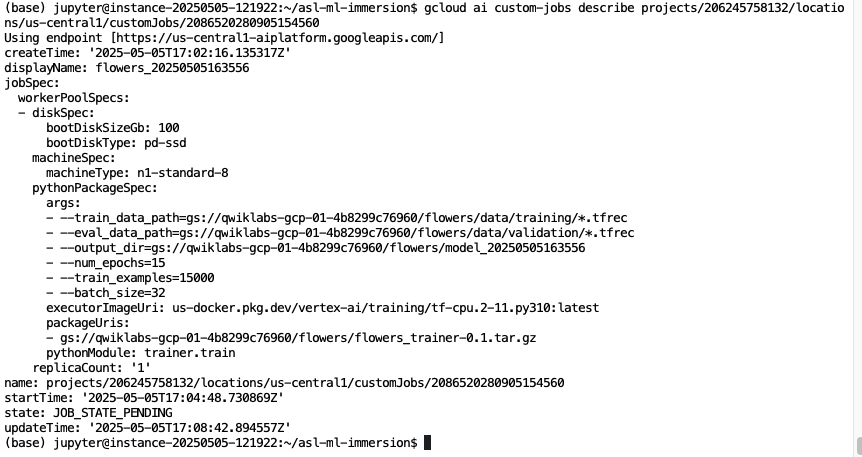 (base) jupyter@instance-20250505-121922:~/asl-ml-immersion$ gcloud ai custom-jobs describe projects/206245758132/locatio
ns/us-central1/customJobs/2086520280905154560
Using endpoint [https://us-central1-aiplatform.googleapis.com/]
createTime: '2025-05-05T17:02:16.135317Z'
displayName: flowers_20250505163556
jobSpec:
  workerPoolSpecs:
  - diskSpec:
      bootDiskSizeGb: 100
      bootDiskType: pd-ssd
    machineSpec:
      machineType: n1-standard-8
    pythonPackageSpec:
      args:
      - --train_data_path=gs://qwiklabs-gcp-01-4b8299c76960/flowers/data/training/*.tfrec
      - --eval_data_path=gs://qwiklabs-gcp-01-4b8299c76960/flowers/data/validation/*.tfrec
      - --output_dir=gs://qwiklabs-gcp-01-4b8299c76960/flowers/model_20250505163556
      - --num_epochs=15
      - --train_examples=15000
      - --batch_size=32
      executorImageUri: us-docker.pkg.dev/vertex-ai/training/tf-cpu.2-11.py310:latest
      packageUris:
      - gs://qwiklabs-gcp-01-4b8299c76960/flowers/flowers_trainer-0.1.tar.gz
      pythonModule: trainer.train
    replicaCount: '1'
name: projects/206245758132/locations/us-central1/customJobs/2086520280905154560
startTime: '2025-05-05T17:04:48.730869Z'
state: JOB_STATE_PENDING
updateTime: '2025-05-05T17:08:42.894557Z'
(base) jupyter@instance-20250505-121922:~/asl-ml-immersion$